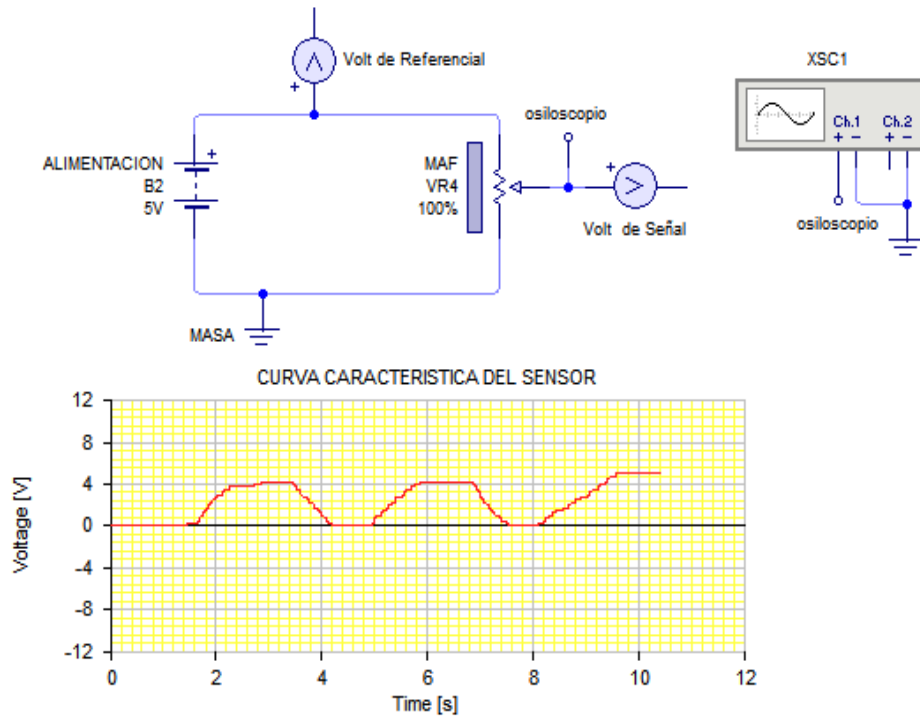 Volt de Referencial
+
XSC1
osiloscopio
Ch.1
Ch.2
+ − + −
ALIMENTACION
B2
5V
+
MAF
VR4
100%
+
Volt de Señal
osiloscopio
MASA
CURVA CARACTERISTICA DEL SENSOR
Voltage [V]
12
8
4
0
-4
-8
-12
0 2 4 6 8 10 12
Time [s]